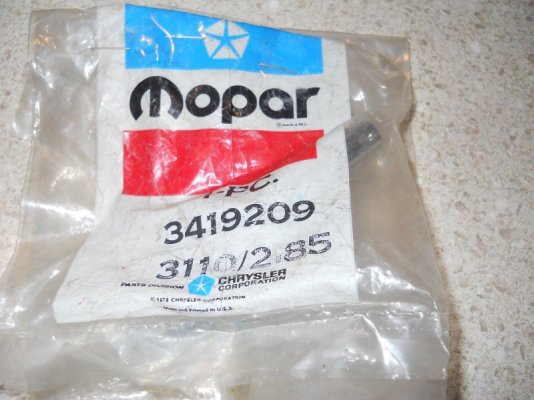 Mopar
1-PC.
3419209
3110/2.85
PARTS DIVISION CHRYSLER
CORPORATION
© 1973 CHRYSLER CORPORATION
Made and Printed in U.S.A.